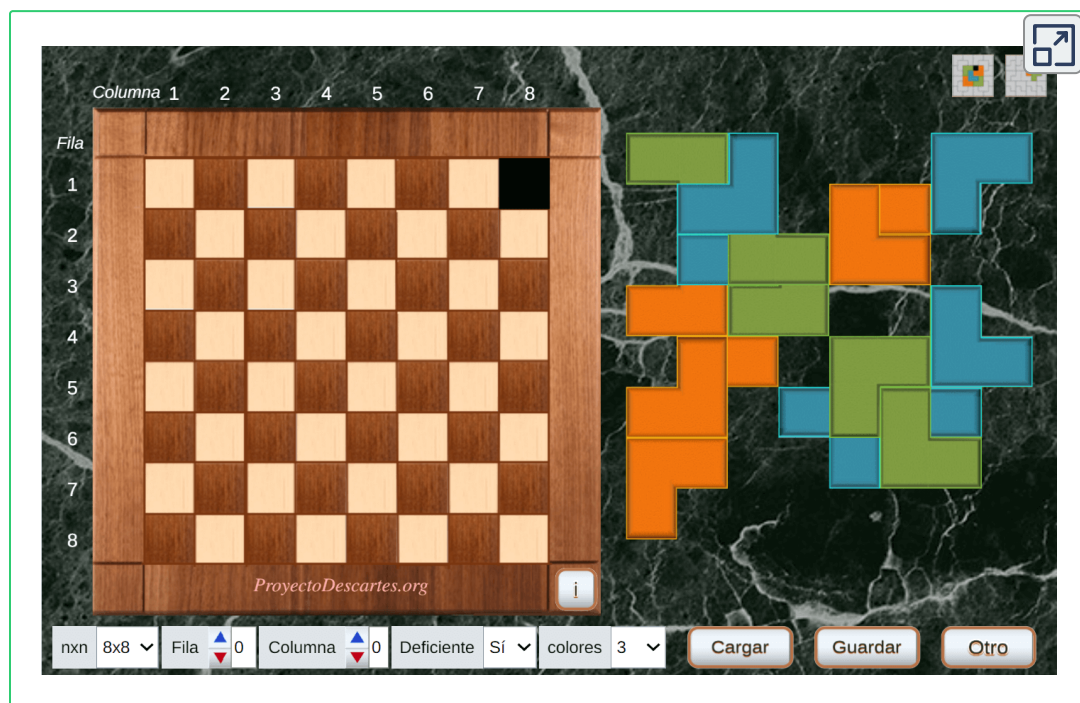 Columna 1 2 3 4 5 6 7 8
Fila
1
2
3
4
5
6
7
8
ProyectoDescartes.org
i
nxn 8x8 Fila 0 Columna 0 Deficiente Sí colores 3 Cargar Guardar Otro